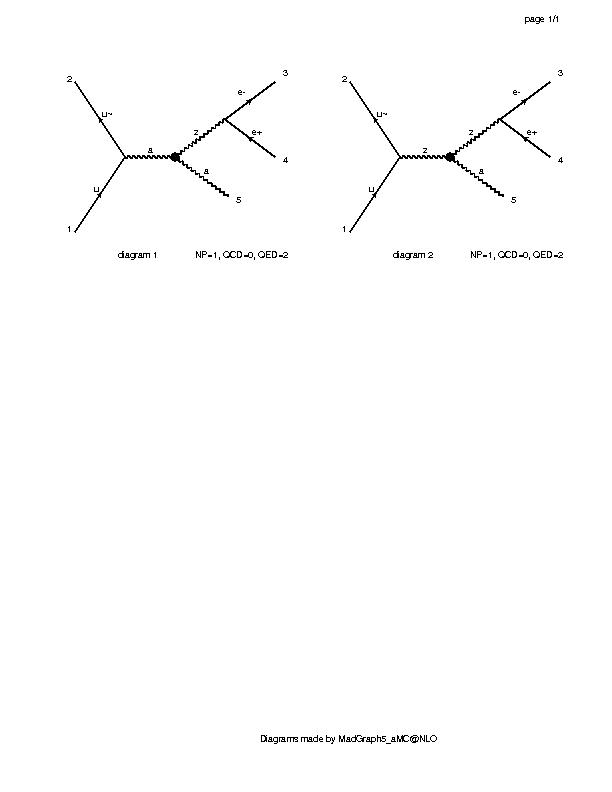 page 1/1
2
u~
u
1
a
z
e-
3
e+
4
a
5
diagram 1
NP=1, QCD=0, QED=2
2
u~
u
1
z
z
e-
3
e+
4
a
5
diagram 2
NP=1, QCD=0, QED=2
Diagrams made by MadGraph5_aMC@NLO